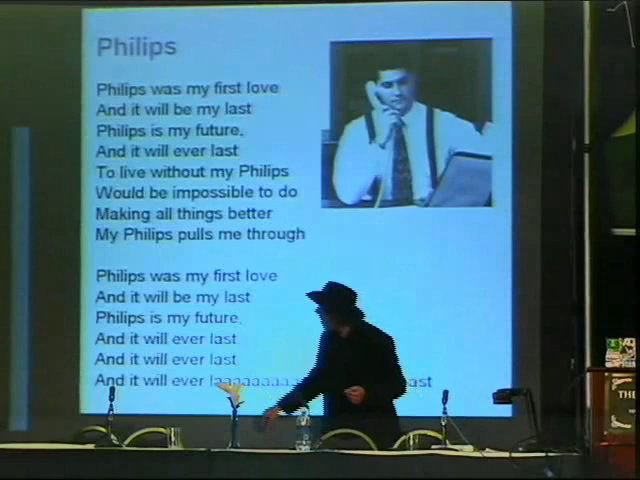 Philips
Philips was my first love
And it will be my last
Philips is my future,
And it will ever last
To live without my Philips
Would be impossible to do
Making all things better
My Philips pulls me through
Philips was my first love
And it will be my last
Philips is my future,
And it will ever last
And it will ever last
And it will ever laaaaaaa ast
THE